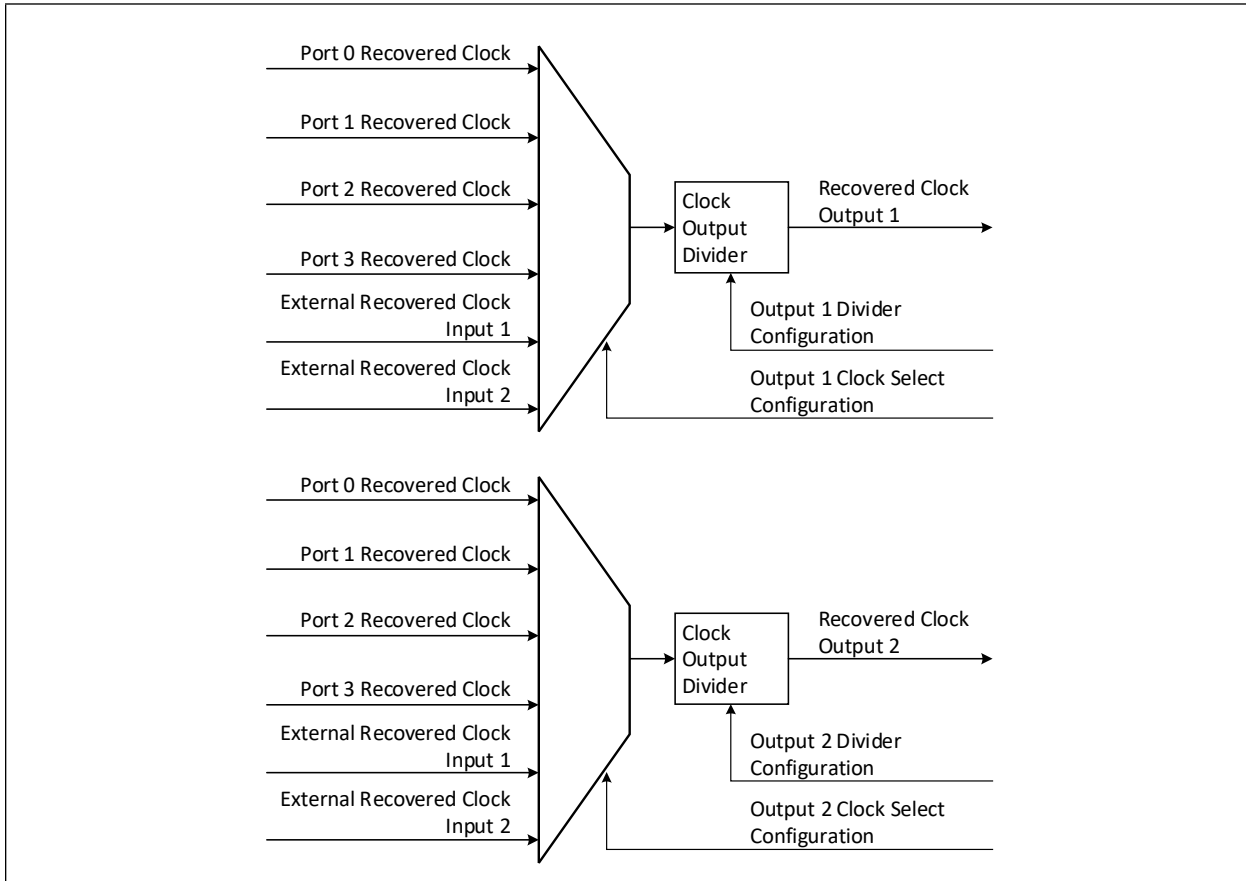 Port 0 Recovered Clock
Port 1 Recovered Clock
Port 2 Recovered Clock
Port 3 Recovered Clock
External Recovered Clock
Input 1
External Recovered Clock
Input 2
Clock
Output
Divider
Recovered Clock
Output 1
Output 1 Divider
Configuration
Output 1 Clock Select
Configuration
Port 0 Recovered Clock
Port 1 Recovered Clock
Port 2 Recovered Clock
Port 3 Recovered Clock
External Recovered Clock
Input 1
External Recovered Clock
Input 2
Clock
Output
Divider
Recovered Clock
Output 2
Output 2 Divider
Configuration
Output 2 Clock Select
Configuration